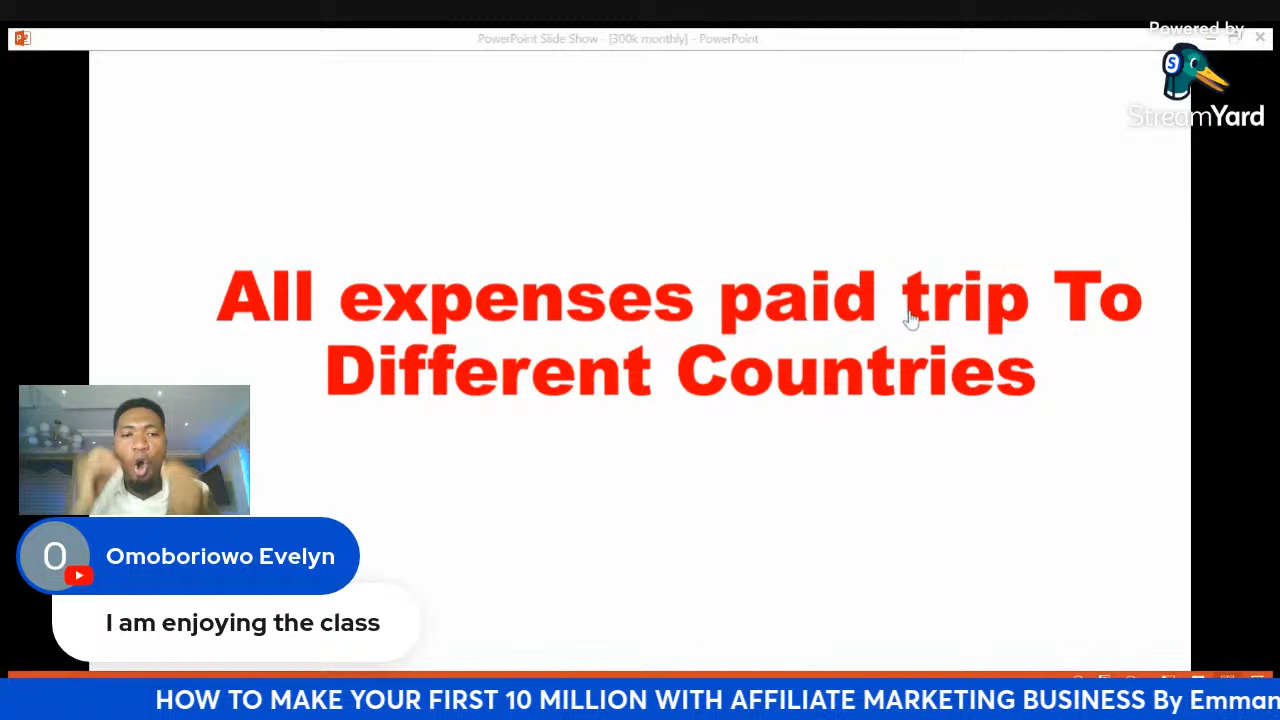 PowerPoint Slide Show - [300k monthly] - PowerPoint
Powered by
S
StreamYard
All expenses paid trip To
Different Countries
O
Omoboriowo Evelyn
I am enjoying the class
HOW TO MAKE YOUR FIRST 10 MILLION WITH AFFILIATE MARKETING BUSINESS By Emman